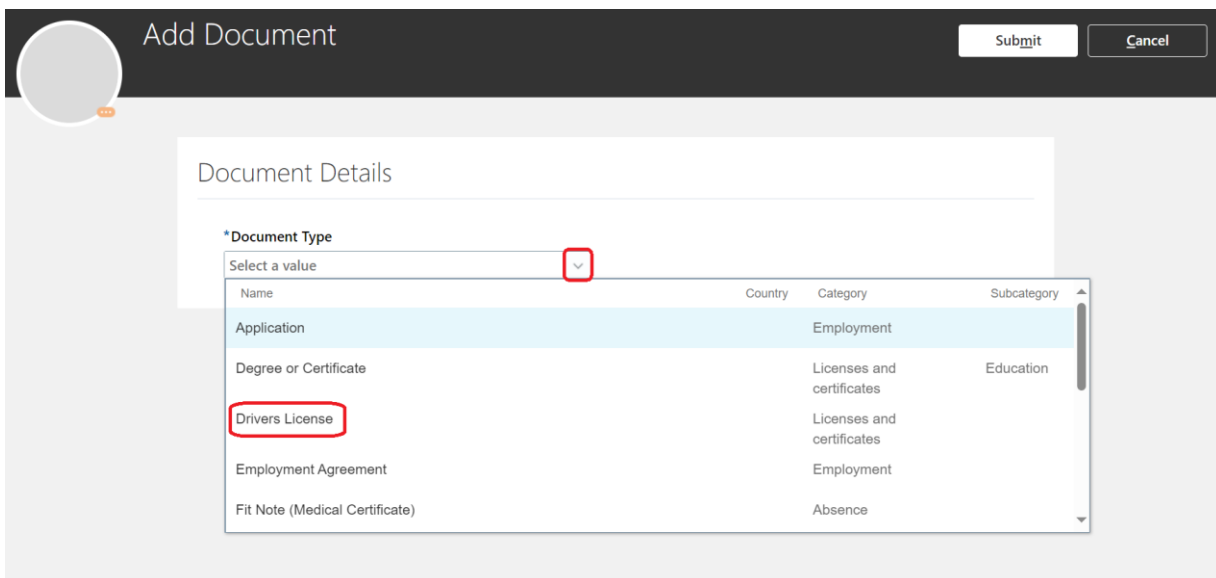 Add Document
Submit
Cancel
Document Details
*Document Type
Select a value
Name Country Category Subcategory
Application Employment
Degree or Certificate Licenses and Education
certificates
Drivers License Licenses and
certificates
Employment Agreement Employment
Fit Note (Medical Certificate) Absence